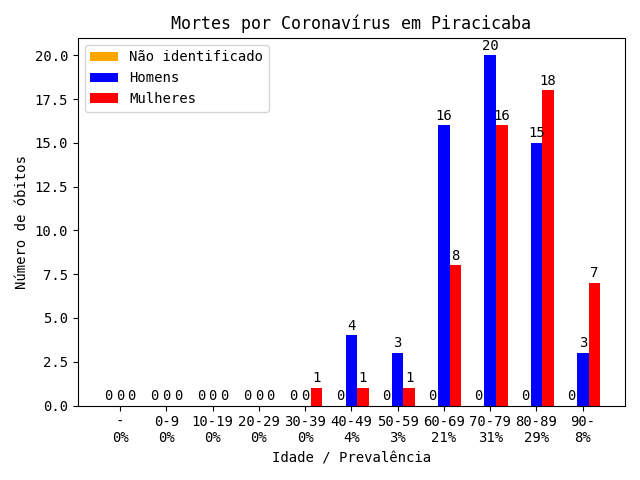 Mortes por Coronavírus em Piracicaba
Não identificado
Homens
Mulheres
Número de óbitos
20.0
17.5
15.0
12.5
10.0
7.5
5.0
2.5
0.0
0 0 0 0 0 0 0 0 0 0 0 0 0 0 1 0 4 1 0 3 1 0 16 8 0 20 16 0 15 18 0 3 7
- 0-9 10-19 20-29 30-39 40-49 50-59 60-69 70-79 80-89 90-
0% 0% 0% 0% 0% 4% 3% 21% 31% 29% 8%
Idade / Prevalência